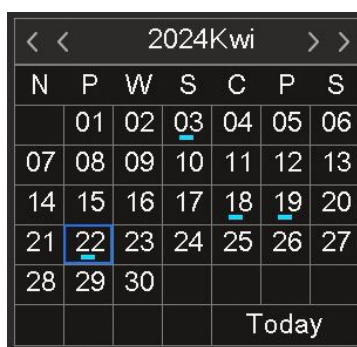 < < 2024Kwi > >
N P W S C P S
01 02 03 04 05 06
07 08 09 10 11 12 13
14 15 16 17 18 19 20
21 22 23 24 25 26 27
28 29 30
Today